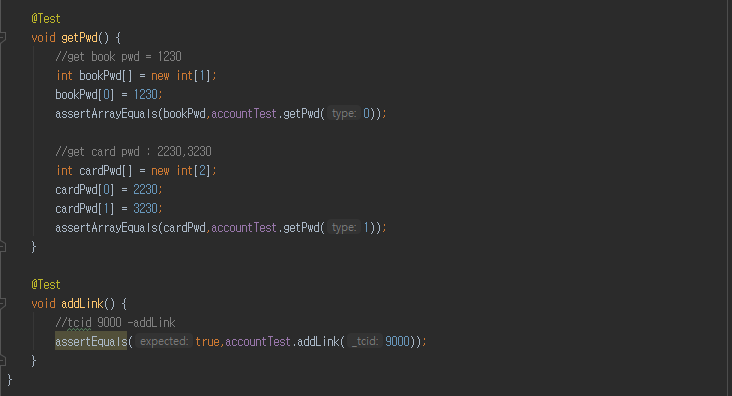 @Test
void getPwd() {
//get book pwd = 1230
int bookPwd[] = new int[1];
bookPwd[0] = 1230;
assertArrayEquals(bookPwd,accountTest.getPwd( type: 0));
//get card pwd : 2230,3230
int cardPwd[] = new int[2];
cardPwd[0] = 2230;
cardPwd[1] = 3230;
assertArrayEquals(cardPwd,accountTest.getPwd( type: 1));
}
@Test
void addLink() {
//tcid 9000 -addLink
assertEquals( expected: true,accountTest.addLink( _tcid: 9000));
}
}